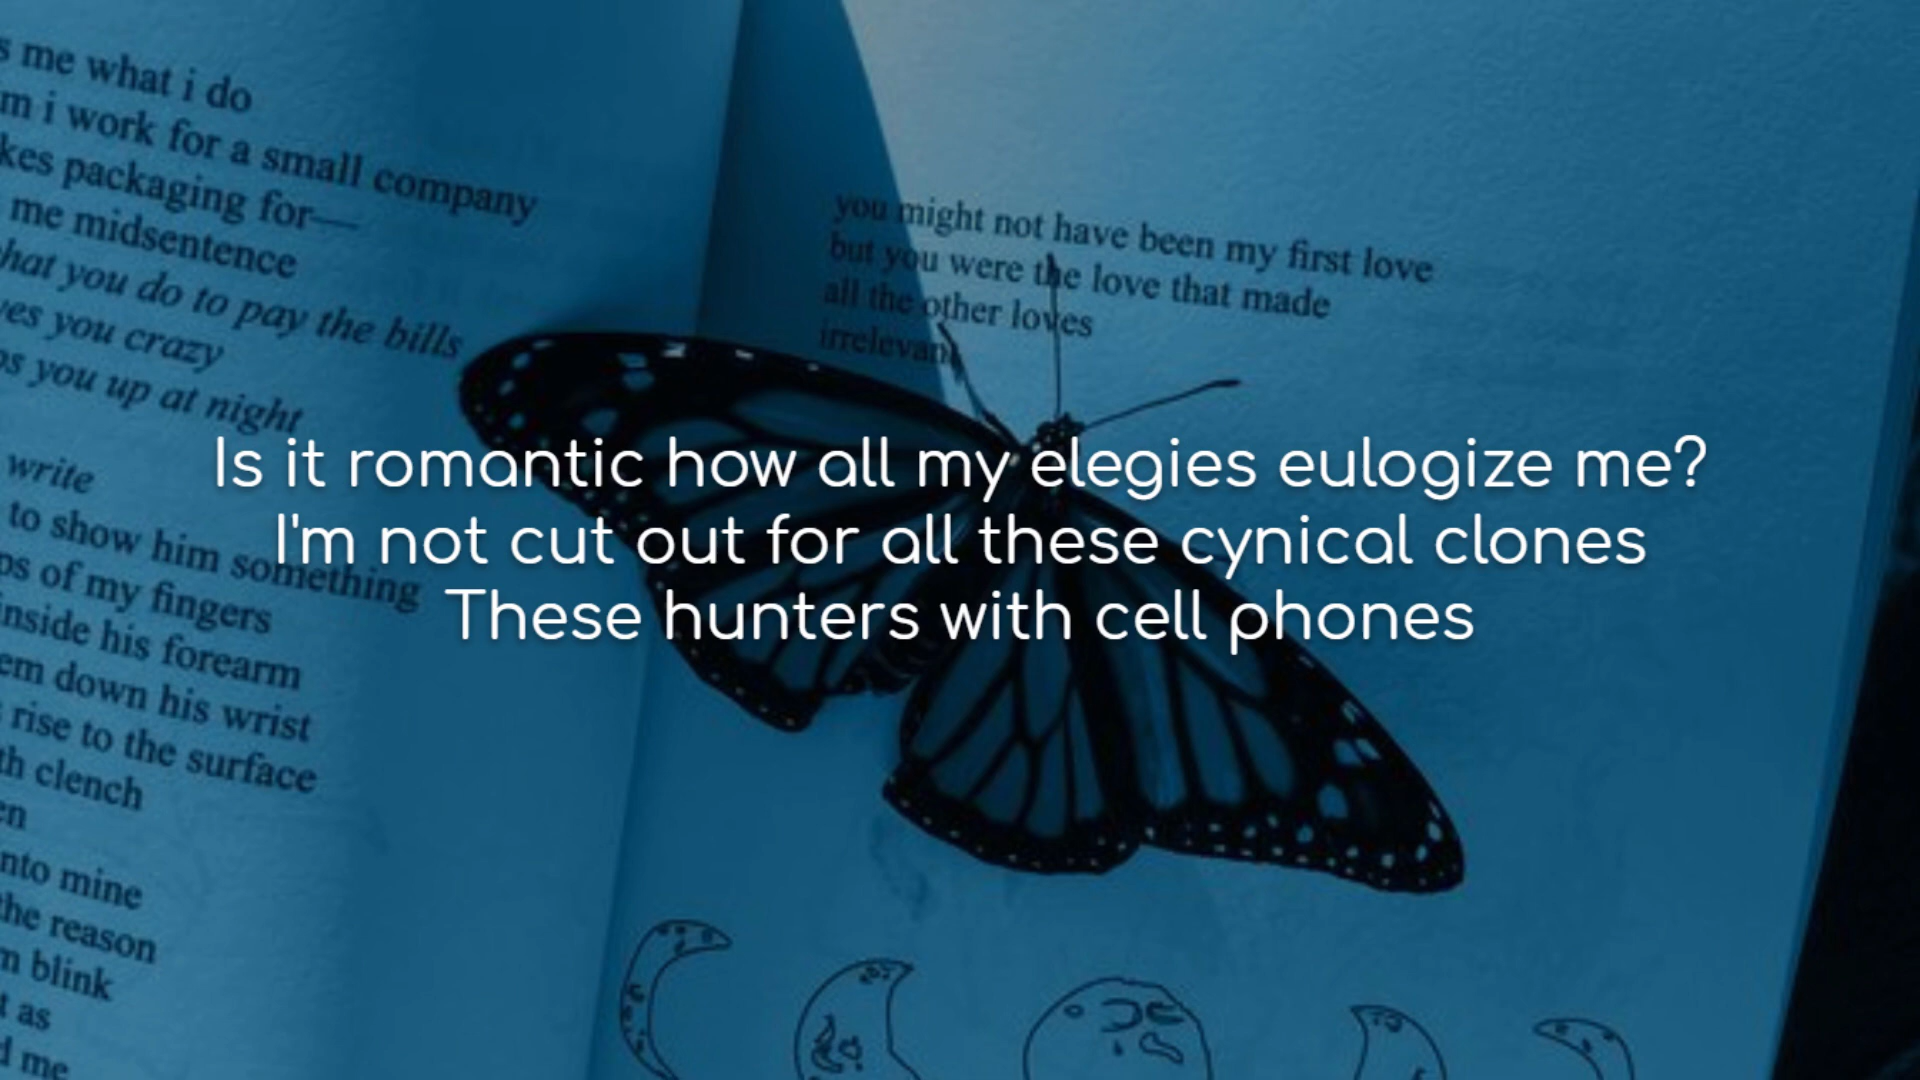 s me what i do
m i work for a small company
kes packaging for—
me midsentence
hat you do to pay the bills
ves you crazy
ps you up at night
write
to show him something
ps of my fingers
inside his forearm
em down his wrist
rise to the surface
th clench
en
nto mine
the reason
m blink
t as
d me
you might not have been my first love
but you were the love that made
all the other loves
irrelevant
Is it romantic how all my elegies eulogize me?
I'm not cut out for all these cynical clones
These hunters with cell phones